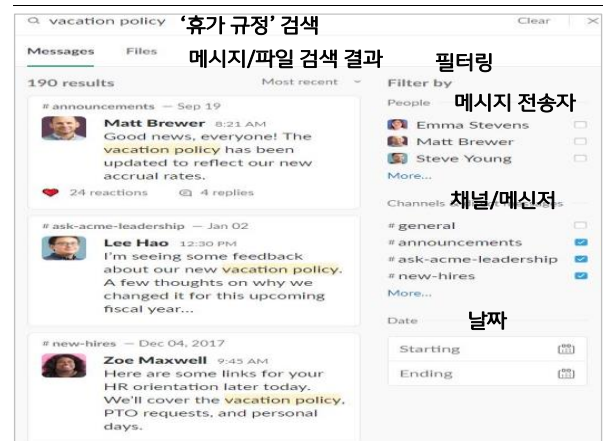 vacation policy '휴가 규정' 검색 Clear ×
Messages Files
메시지/파일 검색 결과 필터링
190 results Most recent Filter by
# announcements — Sep 19
Matt Brewer 8:21 AM
Good news, everyone! The
vacation policy has been
updated to reflect our new
accrual rates.
24 reactions 4 replies
# ask-acme-leadership — Jan 02
Lee Hao 12:30 PM
I'm seeing some feedback
about our new vacation policy.
A few thoughts on why we
changed it for this upcoming
fiscal year...
# new-hires — Dec 04, 2017
Zoe Maxwell 9:45 AM
Here are some links for your
HR orientation later today.
We'll cover the vacation policy,
PTO requests, and personal
days.
People 메시지 전송자
Emma Stevens
Matt Brewer
Steve Young
More...
Channels 채널/메신저
# general
# announcements
# ask-acme-leadership
# new-hires
More...
Date 날짜
Starting
Ending